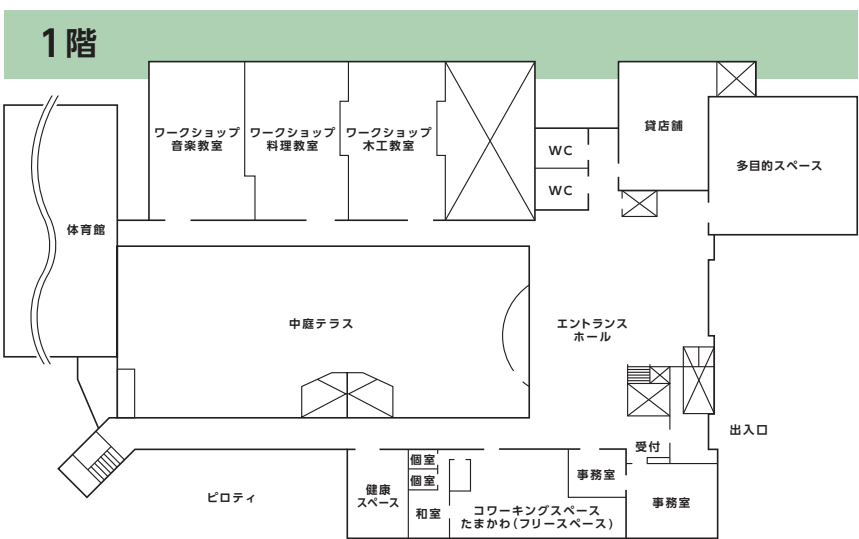 1階
ワークショップ
音楽教室
ワークショップ
料理教室
ワークショップ
木工教室
WC
WC
貸店舗
多目的スペース
体育館
中庭テラス
エントランス
ホール
出入口
受付
個室
個室
健康
スペース
和室
事務室
コワーキングスペース
たまかわ（フリースペース）
事務室
ピロティ